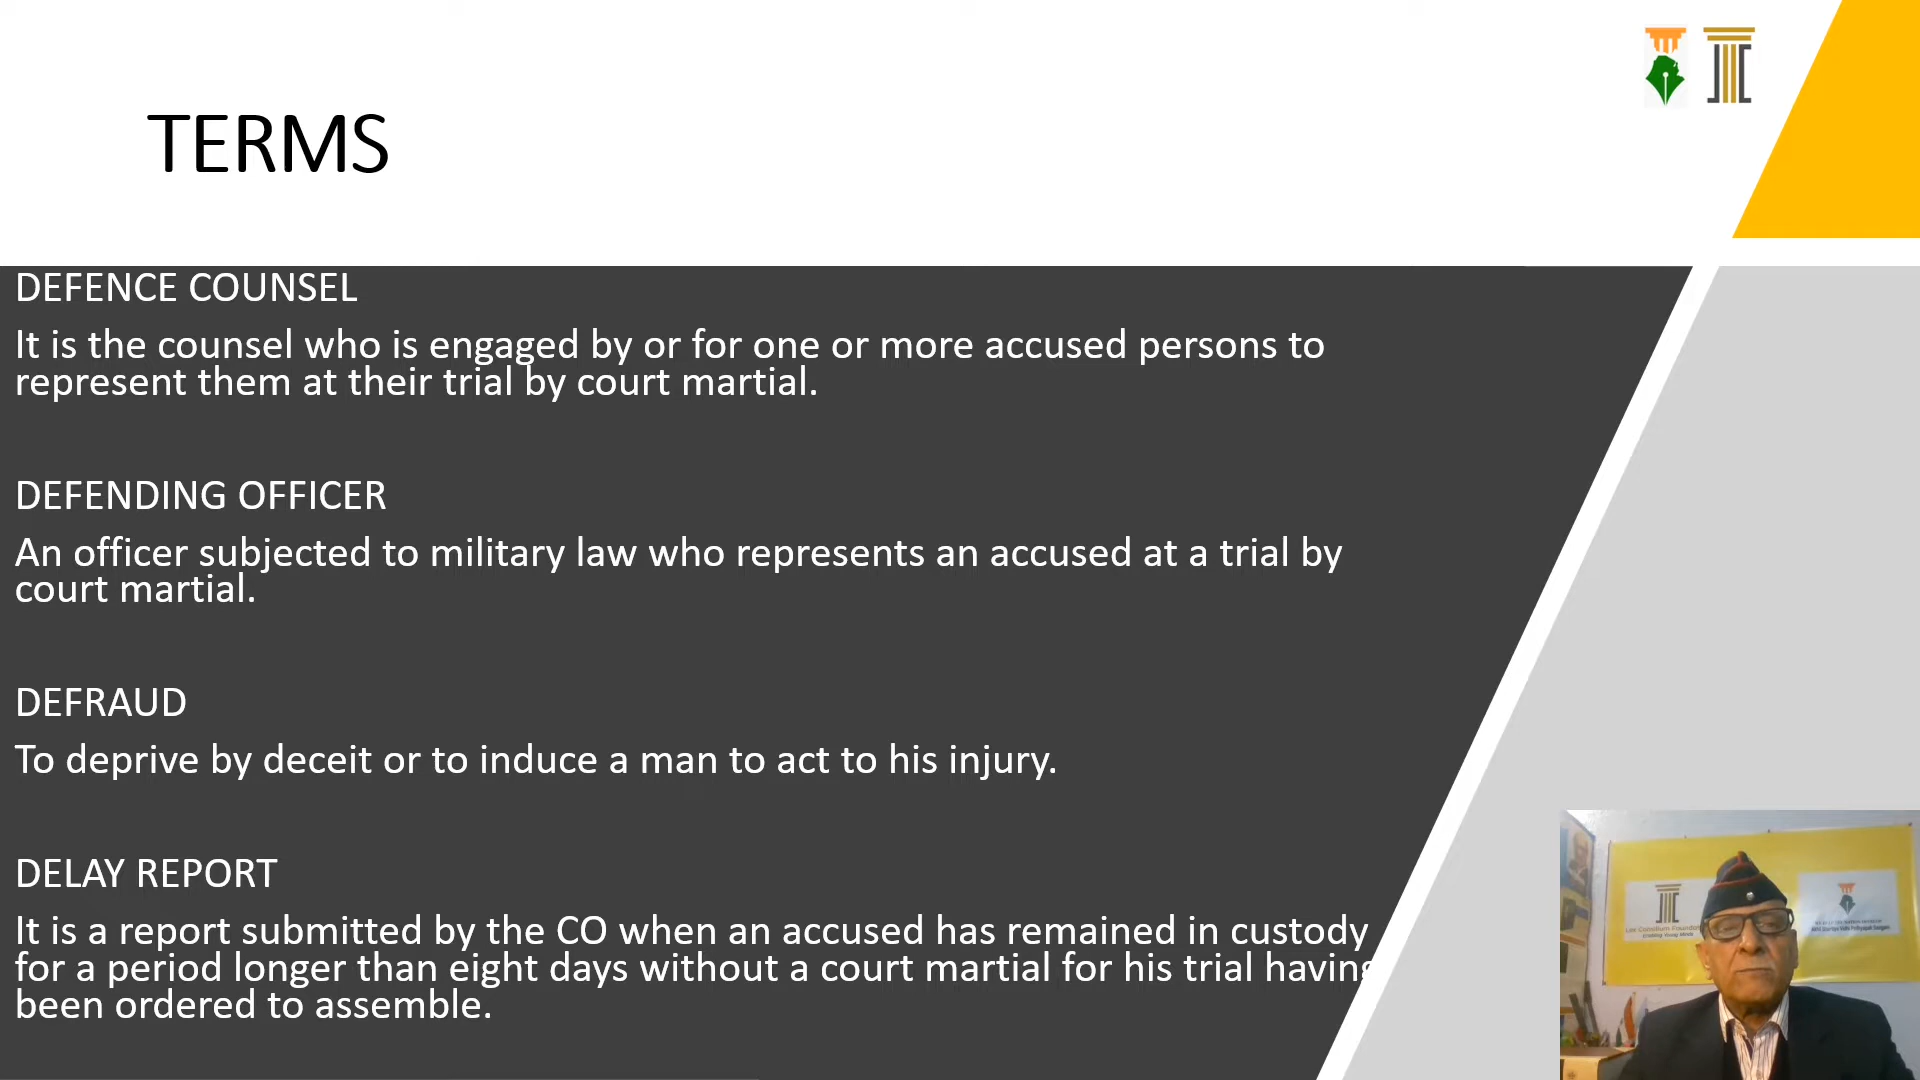 TERMS
DEFENCE COUNSEL
It is the counsel who is engaged by or for one or more accused persons to
represent them at their trial by court martial.
DEFENDING OFFICER
An officer subjected to military law who represents an accused at a trial by
court martial.
DEFRAUD
To deprive by deceit or to induce a man to act to his injury.
DELAY REPORT
It is a report submitted by the CO when an accused has remained in custody
for a period longer than eight days without a court martial for his trial having
been ordered to assemble.